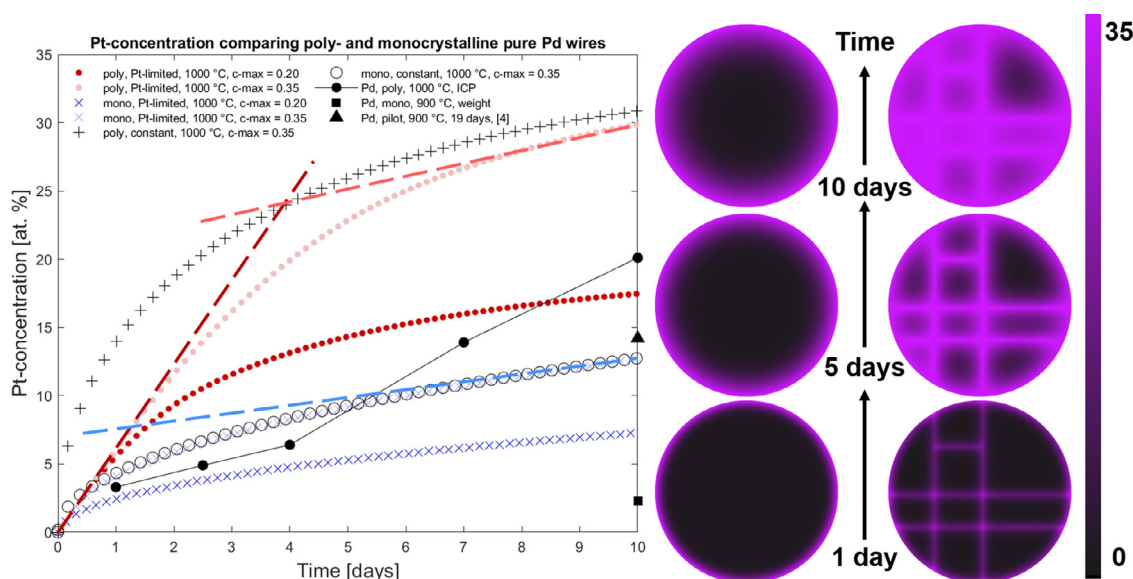 Pt-concentration comparing poly- and monocrystalline pure Pd wires
poly, Pt-limited, 1000 °C, c-max = 0.20
poly, Pt-limited, 1000 °C, c-max = 0.35
mono, Pt-limited, 1000 °C, c-max = 0.20
mono, Pt-limited, 1000 °C, c-max = 0.35
poly, constant, 1000 °C, c-max = 0.35
mono, constant, 1000 °C, c-max = 0.35
Pd, poly, 1000 °C, ICP
Pd, mono, 900 °C, weight
Pd, pilot, 900 °C, 19 days, [4]
Pt-concentration [at. %]
35
30
25
20
15
10
5
0
0 1 2 3 4 5 6 7 8 9 10
Time [days]
Time
10 days
5 days
1 day
35
0